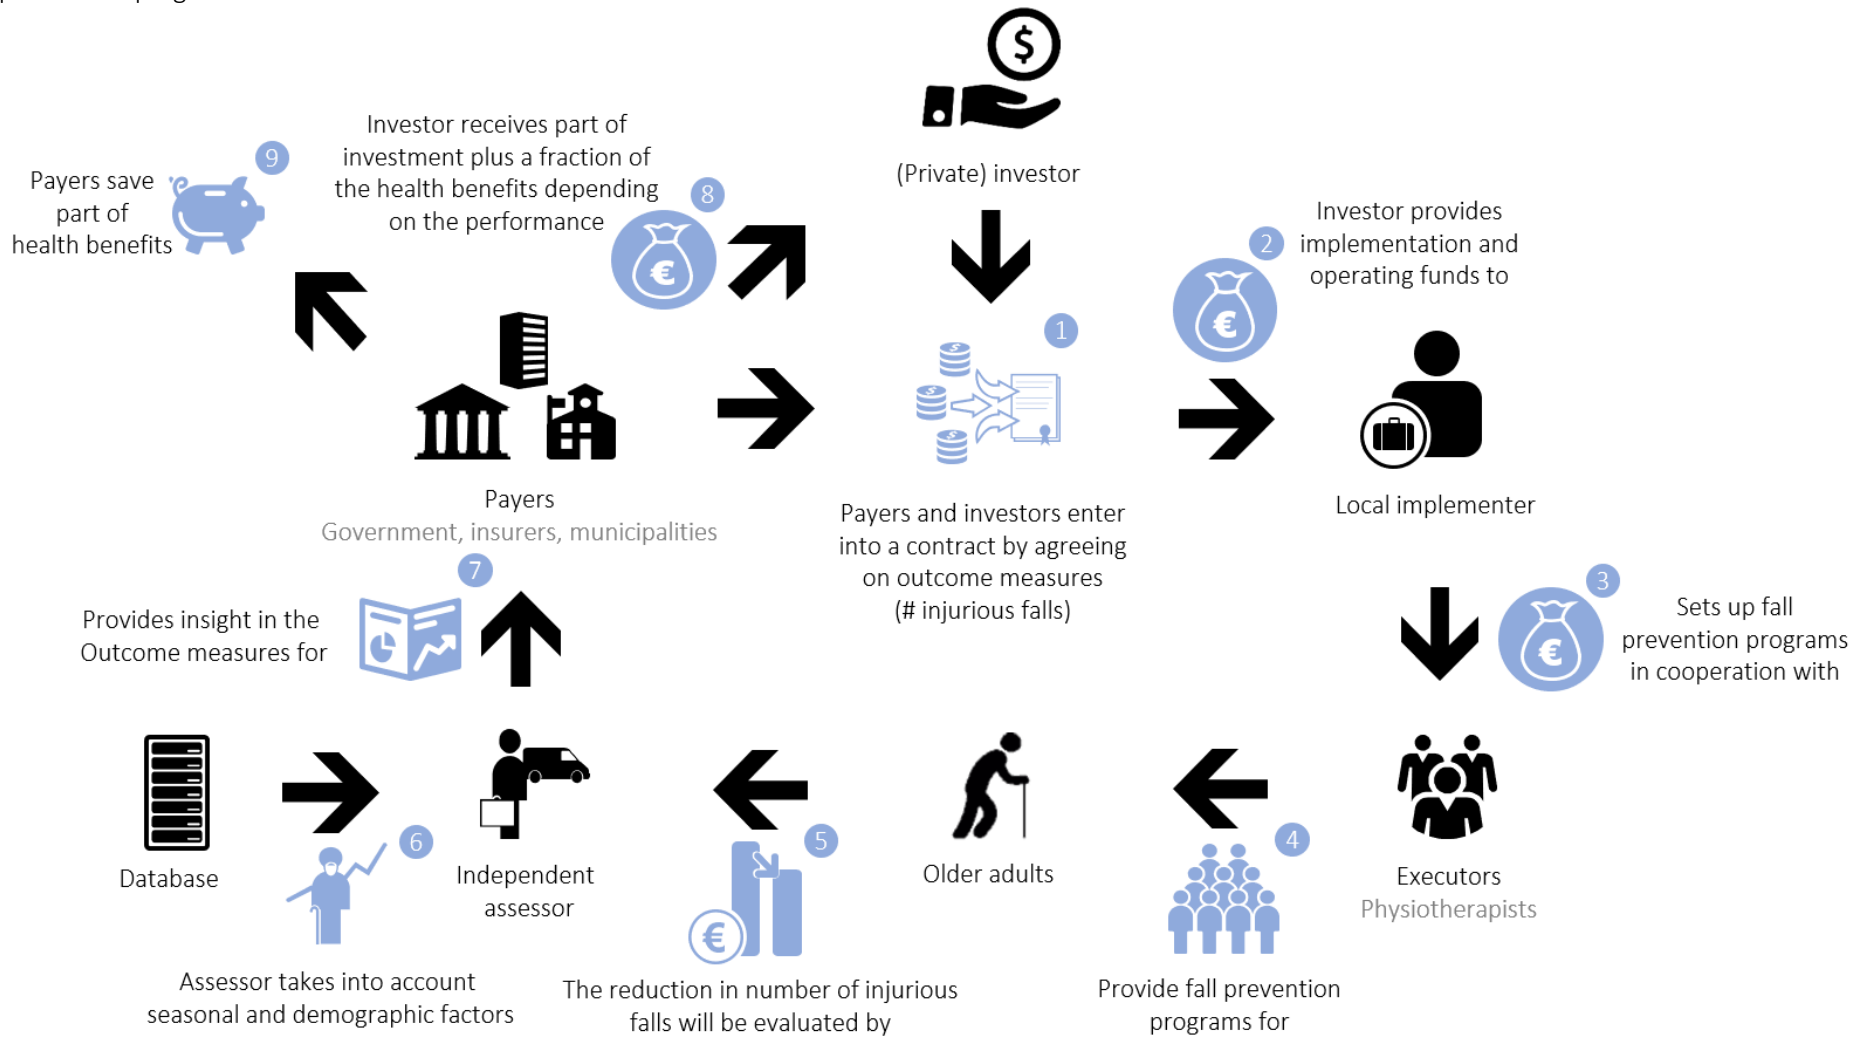 $
(Private) investor
9
Payers save
part of
health benefits
Investor receives part of
investment plus a fraction of
the health benefits depending
on the performance
8
€
2
€
Investor provides
implementation and
operating funds to
1
$
$
$
Payers
Government, insurers, municipalities
Payers and investors enter
into a contract by agreeing
on outcome measures
(# injurious falls)
Local implementer
7
Provides insight in the
Outcome measures for
3
€
Sets up fall
prevention programs
in cooperation with
Database
6
Independent
assessor
Assessor takes into account
seasonal and demographic factors
5
€
The reduction in number of injurious
falls will be evaluated by
Older adults
4
Provide fall prevention
programs for
Executors
Physiotherapists